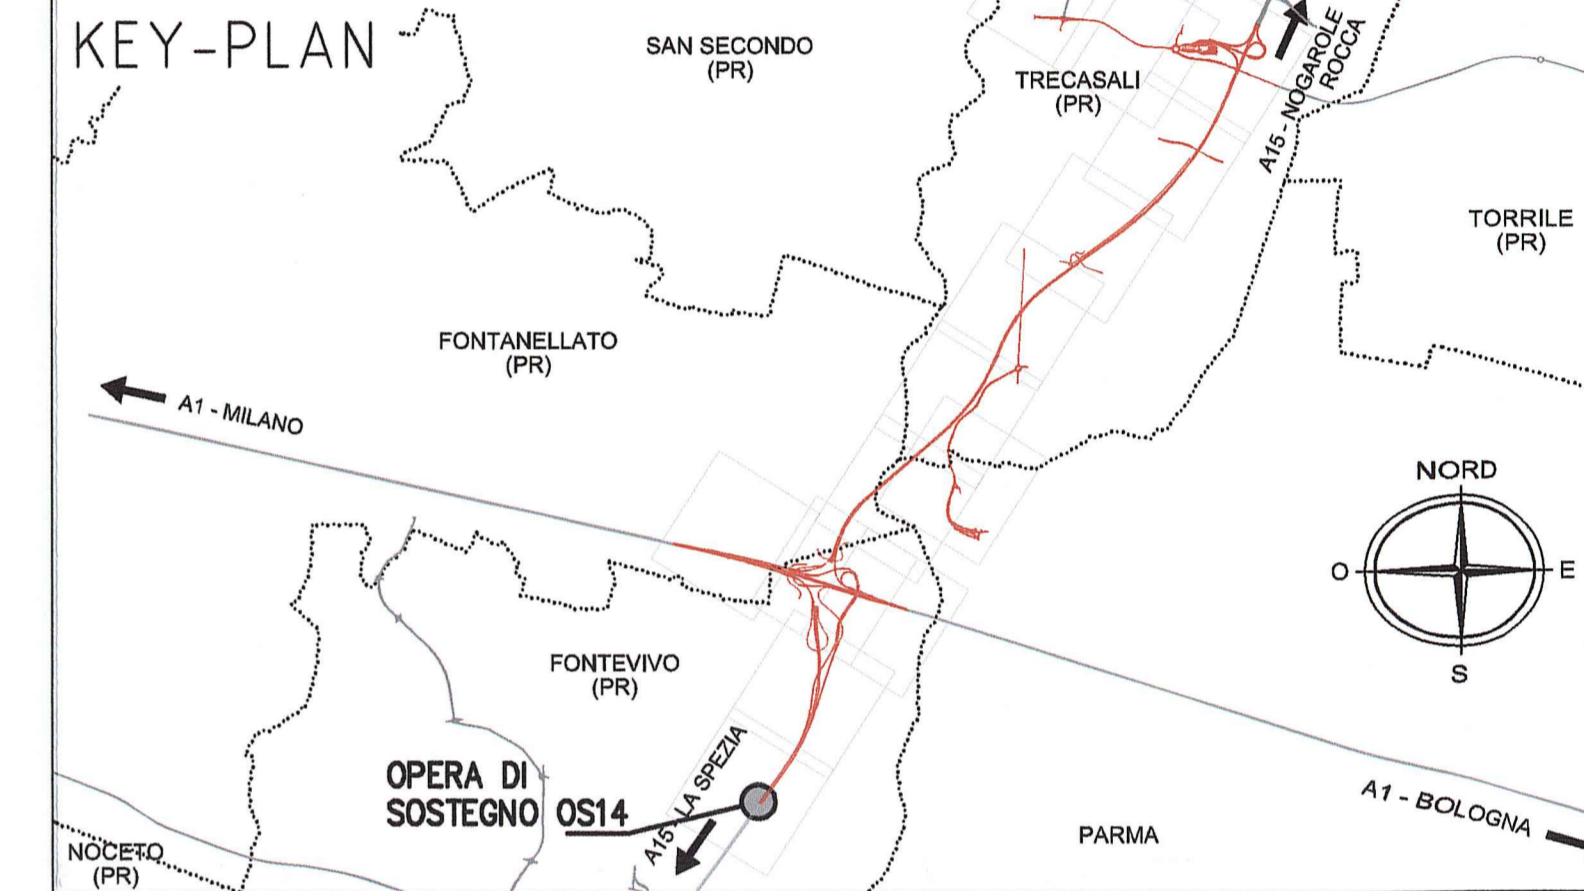 KEY-PLAN
SAN SECONDO
(PR)
TRECASALI
(PR)
A15 - NOGAROLE
ROCCA
TORRILE
(PR)
FONTANELLATO
(PR)
A1 - MILANO
NORD
O
E
S
FONTEVIVO
(PR)
OPERA DI
SOSTEGNO OS14
A15 - LA SPEZIA
A1 - BOLOGNA
PARMA
NOCETO
(PR)